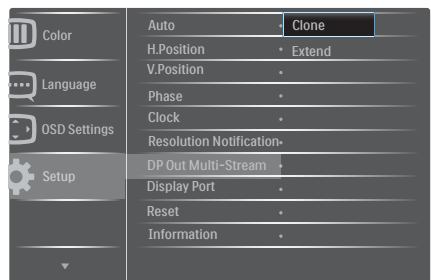 Color
Language
OSD Settings
Setup
Auto
H.Position
V.Position
Phase
Clock
Resolution Notification
DP Out Multi-Stream
Display Port
Reset
Information
Clone
Extend